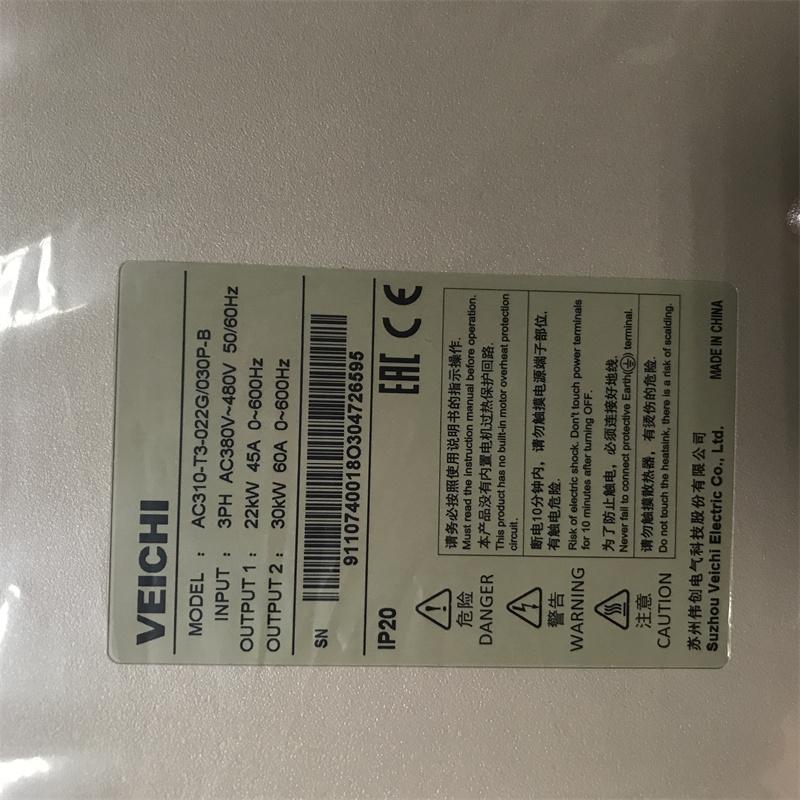 VEICHI
MODEL : AC310-T3-022G/030P-B
INPUT : 3PH AC380V~480V 50/60Hz
OUTPUT 1 : 22kW 45A 0~600Hz
OUTPUT 2 : 30kW 60A 0~600Hz
SN
9110740018O304726595
IP20
EAC CE
危险
DANGER
请务必按照使用说明书的指示操作.
Must read the instruction manual before operation.
本产品没有内置电机过热保护回路.
This product has no built-in motor overheat protection
circuit.
警告
WARNING
断电10分钟内，请勿触摸电源端子部位,
有触电危险.
Risk of electric shock. Don't touch power terminals
for 10 minutes after turning OFF.
为了防止触电，必须连接好地线.
Never fail to connect protective Earth terminal.
注意
CAUTION
请勿触摸散热器，有烫伤的危险.
Do not touch the heatsink, there is a risk of scalding.
苏州伟创电气科技股份有限公司
Suzhou Veichi Electric Co., Ltd.
MADE IN CHINA